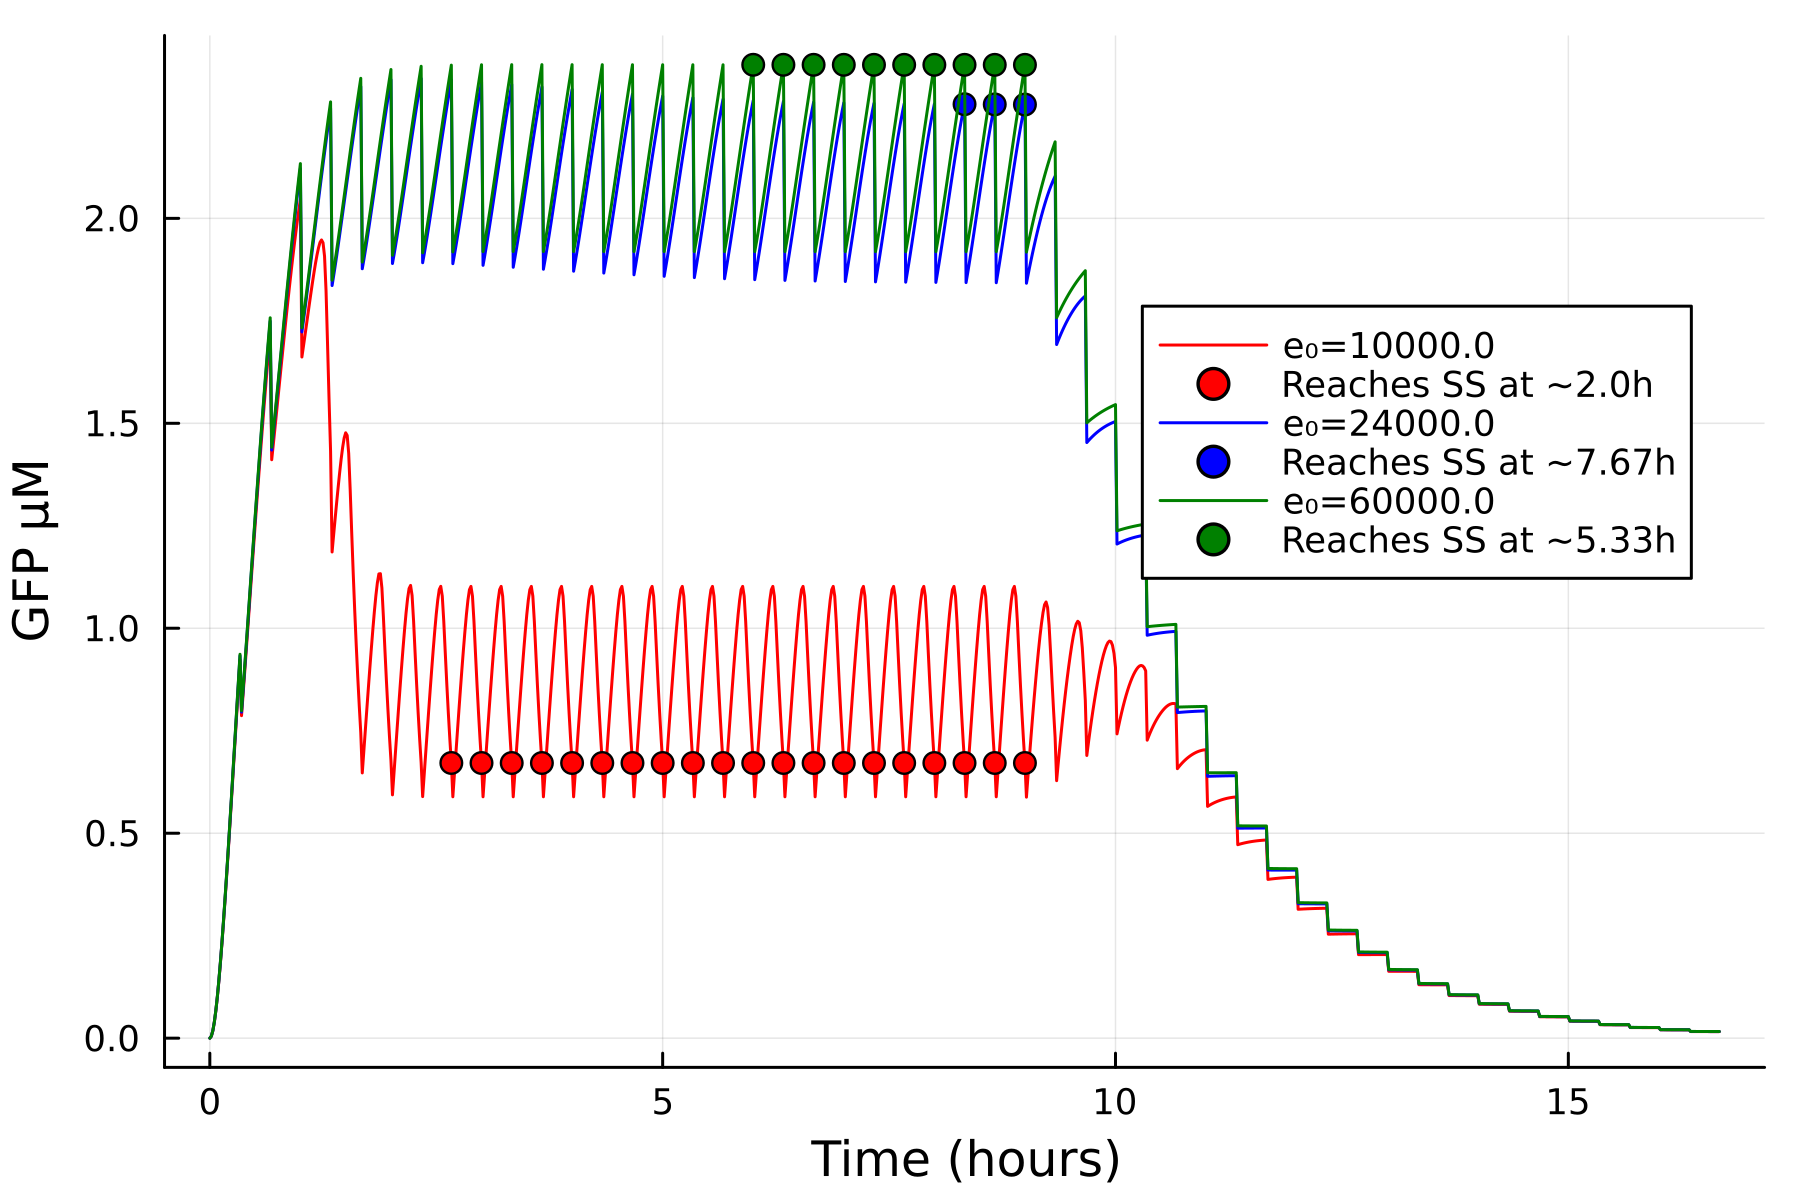 GFP μM
2.0
1.5
1.0
0.5
0.0
e₀=10000.0
Reaches SS at ~2.0h
e₀=24000.0
Reaches SS at ~7.67h
e₀=60000.0
Reaches SS at ~5.33h
0 5 10 15
Time (hours)